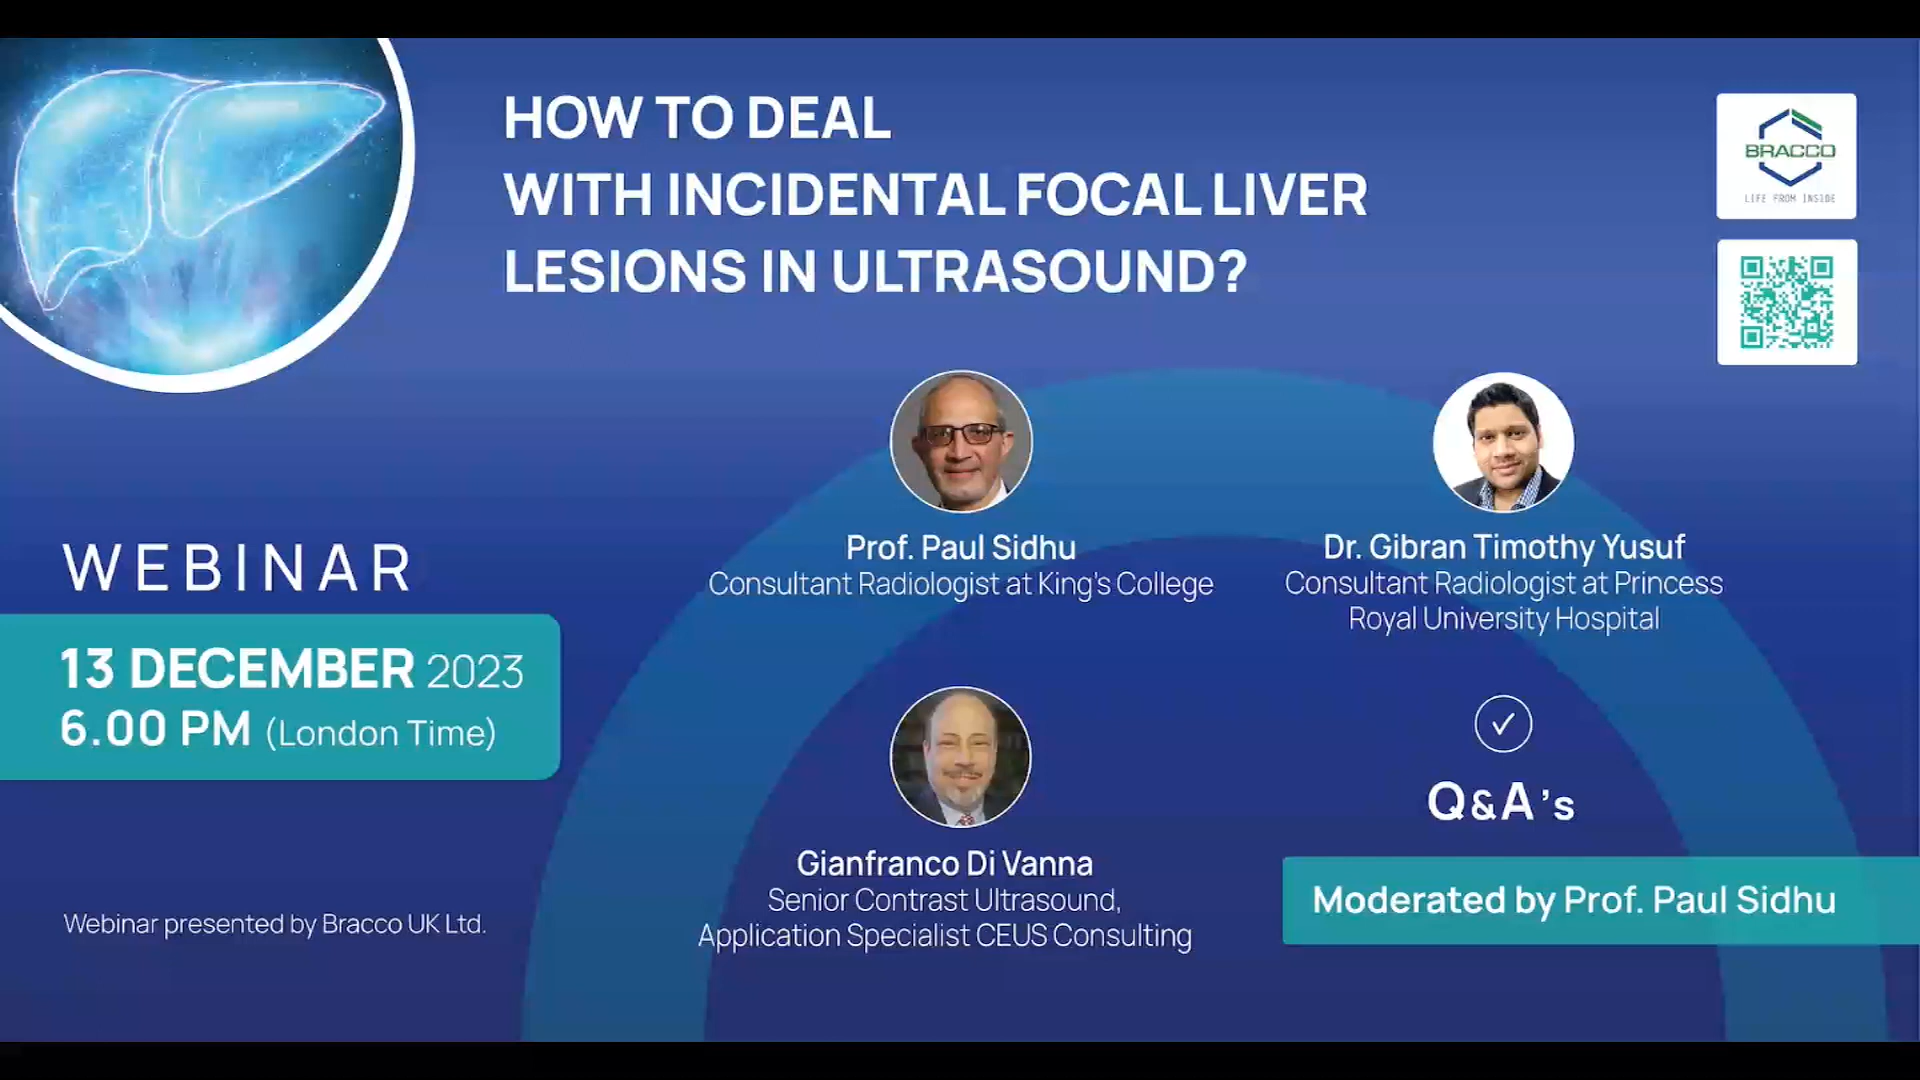 HOW TO DEAL
WITH INCIDENTAL FOCAL LIVER
LESIONS IN ULTRASOUND?
BRACCO
LIFE FROM INSIDE
WEBINAR
13 DECEMBER 2023
6.00 PM (London Time)
Webinar presented by Bracco UK Ltd.
Prof. Paul Sidhu
Consultant Radiologist at King's College
Dr. Gibran Timothy Yusuf
Consultant Radiologist at Princess
Royal University Hospital
Gianfranco Di Vanna
Senior Contrast Ultrasound,
Application Specialist CEUS Consulting
Q&A's
Moderated by Prof. Paul Sidhu